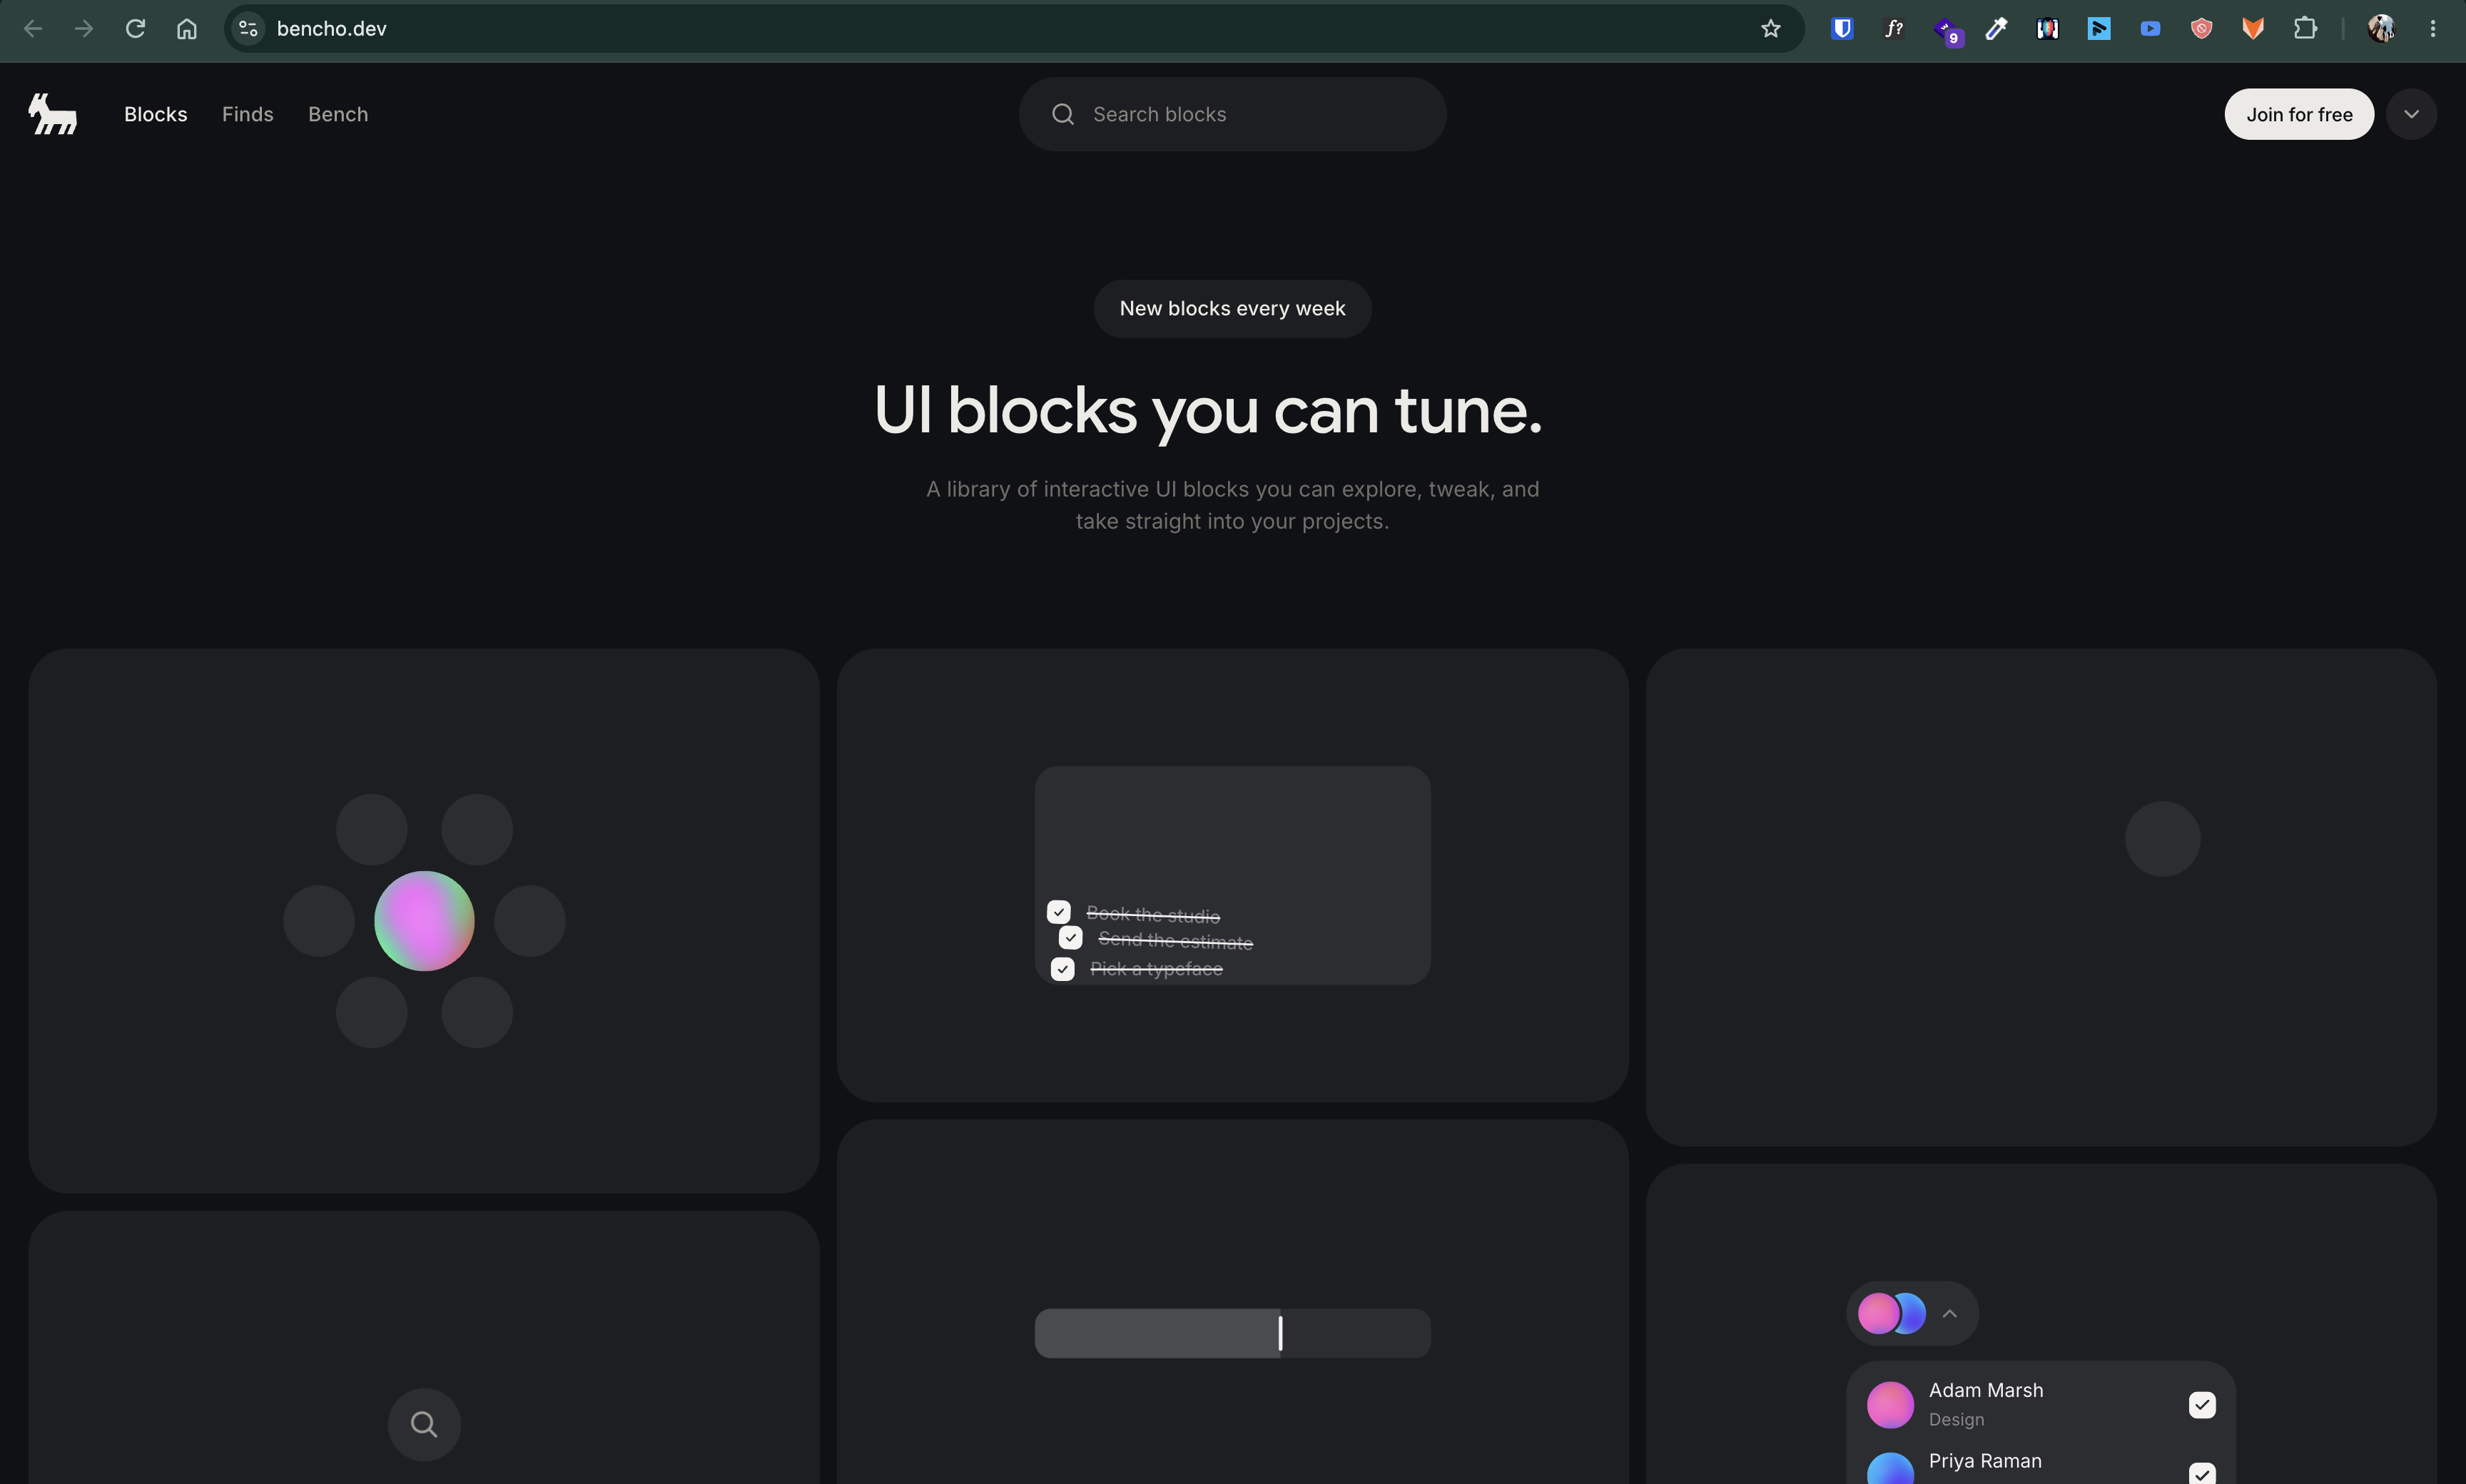 bencho.dev
f?
9
Blocks
Finds
Bench
Search blocks
Join for free
New blocks every week
UI blocks you can tune.
A library of interactive UI blocks you can explore, tweak, and
take straight into your projects.
Book the studio
Send the estimate
Pick a typeface
Adam Marsh
Design
Priya Raman